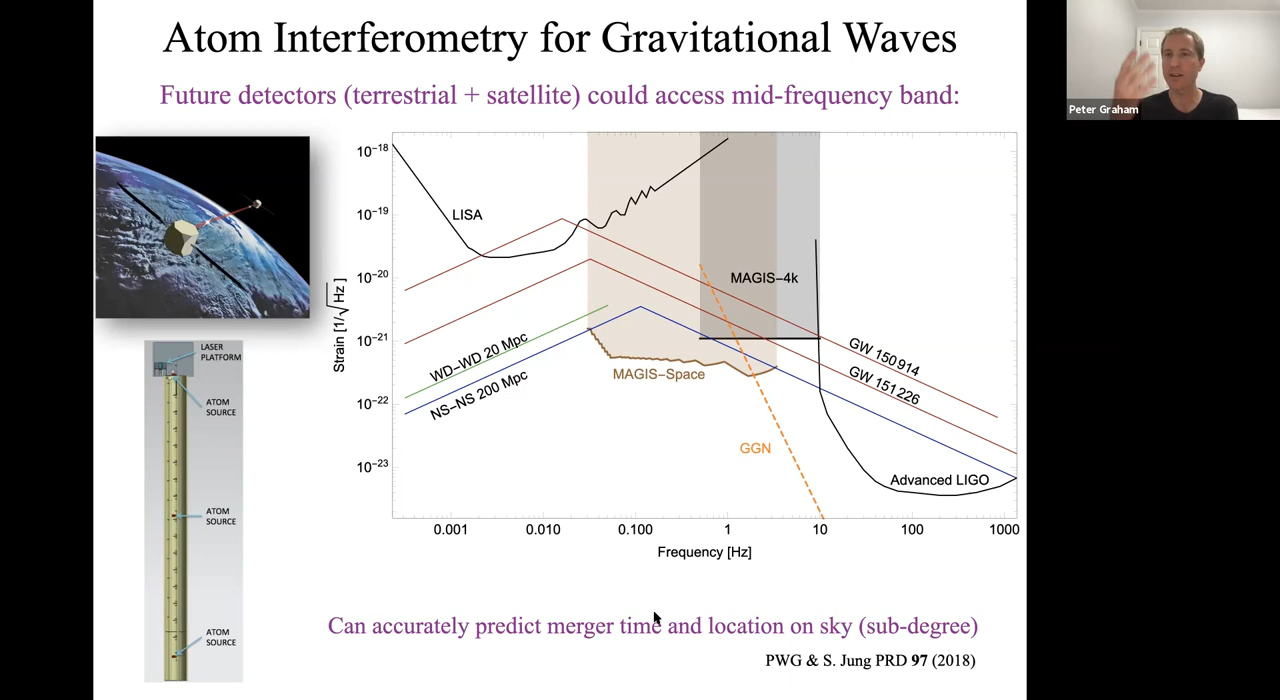 Atom Interferometry for Gravitational Waves
Future detectors (terrestrial + satellite) could access mid-frequency band:
Peter Graham
LASER
PLATFORM
ATOM
SOURCE
ATOM
SOURCE
ATOM
SOURCE
Strain [1/√Hz ]
10⁻¹⁸
10⁻¹⁹
10⁻²⁰
10⁻²¹
10⁻²²
10⁻²³
LISA
MAGIS–4k
WD–WD 20 Mpc
NS–NS 200 Mpc
MAGIS–Space
GGN
GW 150914
GW 151226
Advanced LIGO
0.001 0.010 0.100 1 10 100 1000
Frequency [Hz]
Can accurately predict merger time and location on sky (sub-degree)
PWG & S. Jung PRD 97 (2018)